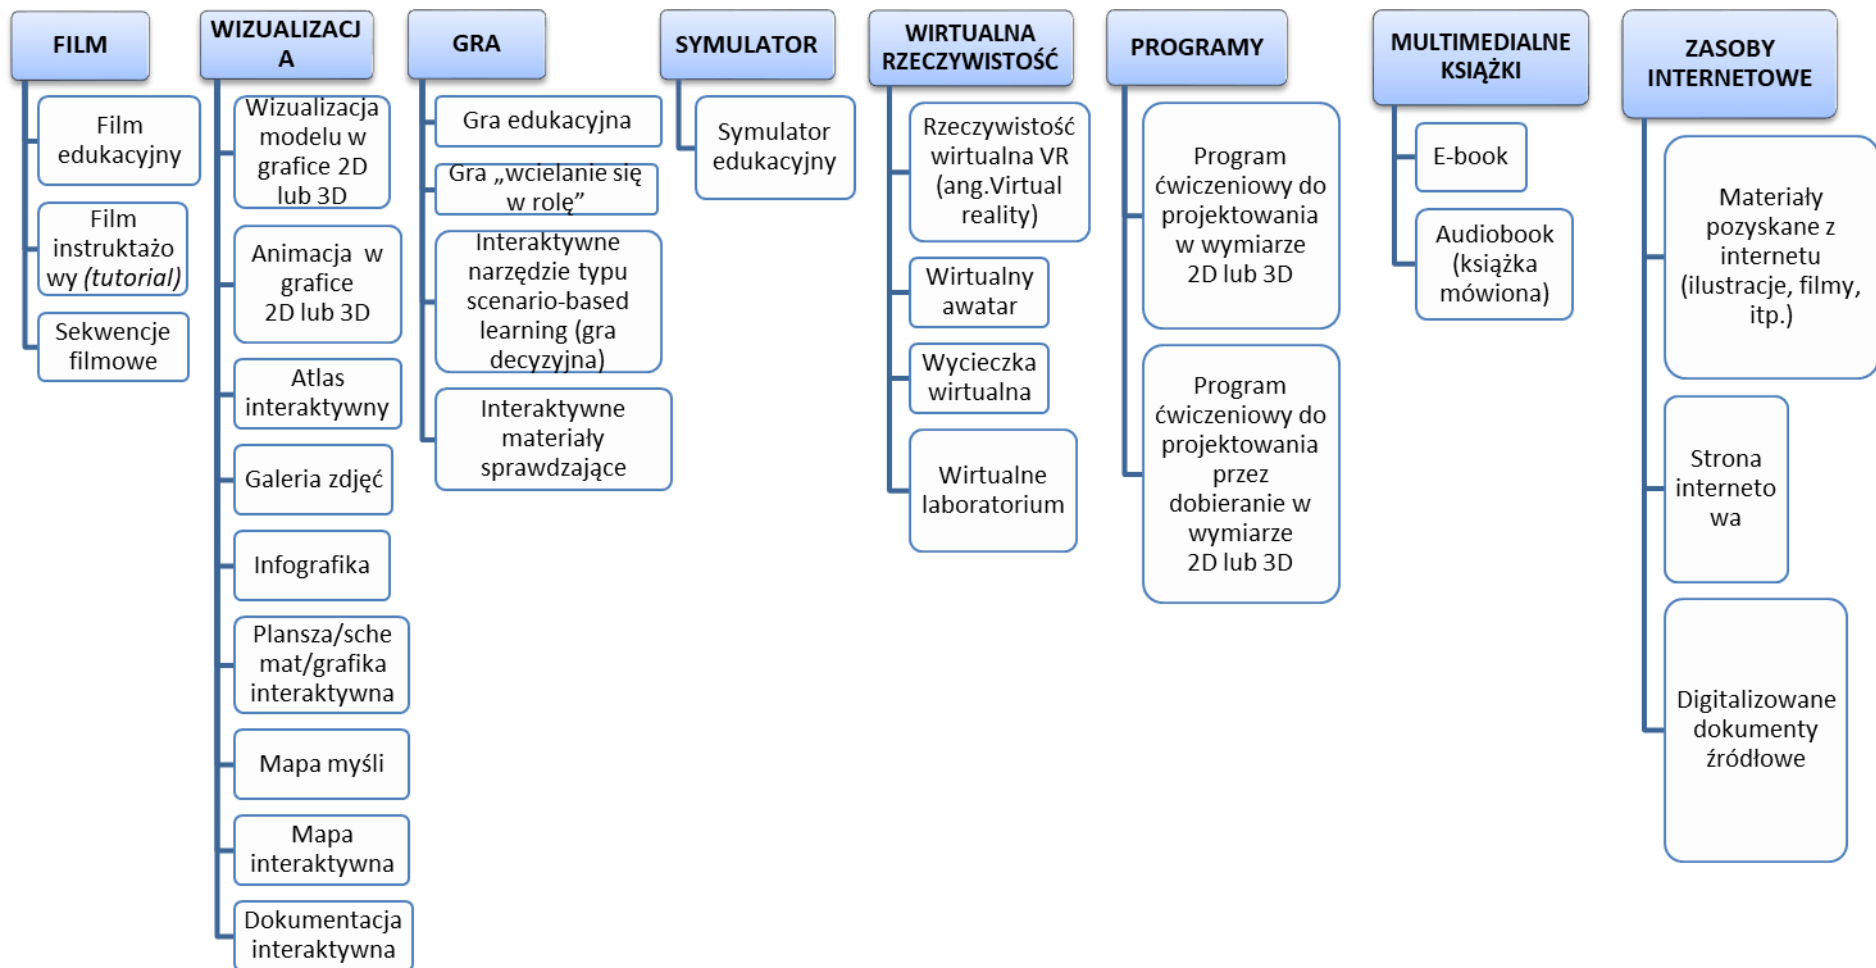 FILM
Film
edukacyjny
Film
instruktażo
wy (tutorial)
Sekwencje
filmowe
WIZUALIZACJ
A
Wizualizacja
modelu w
grafice 2D
lub 3D
Animacja w
grafice
2D lub 3D
Atlas
interaktywny
Galeria zdjęć
Infografika
Plansza/sche
mat/grafika
interaktywna
Mapa myśli
Mapa
interaktywna
Dokumentacja
interaktywna
GRA
Gra edukacyjna
Gra „wcielanie się
w rolę”
Interaktywne
narzędzie typu
scenario-based
learning (gra
decyzyjna)
Interaktywne
materiały
sprawdzające
SYMULATOR
Symulator
edukacyjny
WIRTUALNA
RZECZYWISTOŚĆ
Rzeczywistość
wirtualna VR
(ang.Virtual
reality)
Wirtualny
awatar
Wycieczka
wirtualna
Wirtualne
laboratorium
PROGRAMY
Program
ćwiczeniowy do
projektowania
w wymiarze
2D lub 3D
Program
ćwiczeniowy do
projektowania
przez
dobieranie w
wymiarze
2D lub 3D
MULTIMEDIALNE
KSIĄŻKI
E-book
Audiobook
(książka
mówiona)
ZASOBY
INTERNETOWE
Materiały
pozyskane z
internetu
(ilustracje, filmy,
itp.)
Strona
interneto
wa
Digitalizowane
dokumenty
źródłowe